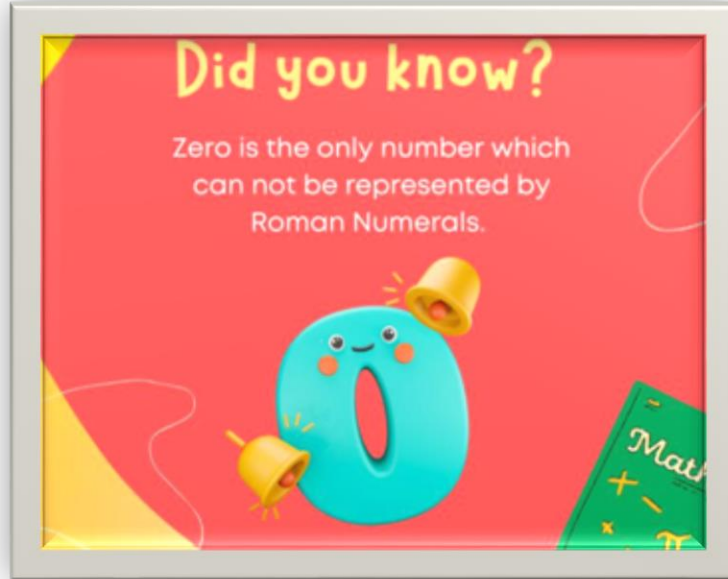 Did you know?
Zero is the only number which
can not be represented by
Roman Numerals.
Math